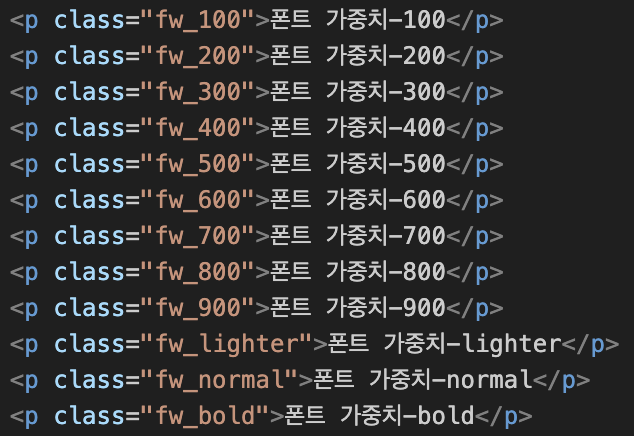 <p class="fw_100">폰트 가중치-100</p>
<p class="fw_200">폰트 가중치-200</p>
<p class="fw_300">폰트 가중치-300</p>
<p class="fw_400">폰트 가중치-400</p>
<p class="fw_500">폰트 가중치-500</p>
<p class="fw_600">폰트 가중치-600</p>
<p class="fw_700">폰트 가중치-700</p>
<p class="fw_800">폰트 가중치-800</p>
<p class="fw_900">폰트 가중치-900</p>
<p class="fw_lighter">폰트 가중치-lighter</p>
<p class="fw_normal">폰트 가중치-normal</p>
<p class="fw_bold">폰트 가중치-bold</p>